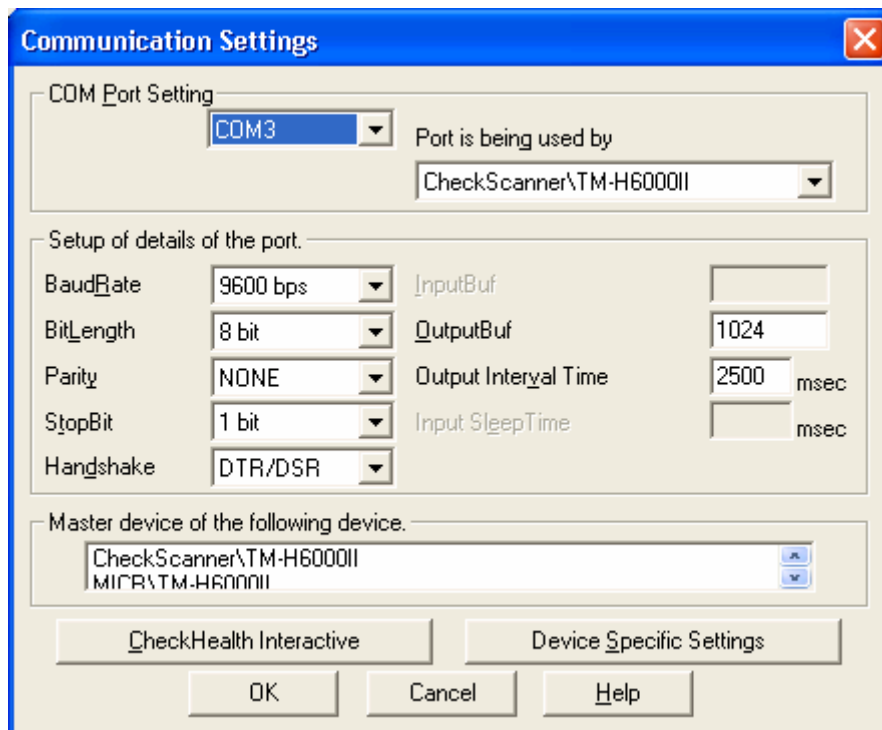 Communication Settings
COM Port Setting
COM3
Port is being used by
CheckScanner\TM-H6000II
Setup of details of the port.
BaudRate 9600 bps InputBuf
BitLength 8 bit OutputBuf 1024
Parity NONE Output Interval Time 2500 msec
StopBit 1 bit Input SleepTime msec
Handshake DTR/DSR
Master device of the following device.
CheckScanner\TM-H6000II
MICR\TM-H6000II
CheckHealth Interactive Device Specific Settings
OK Cancel Help